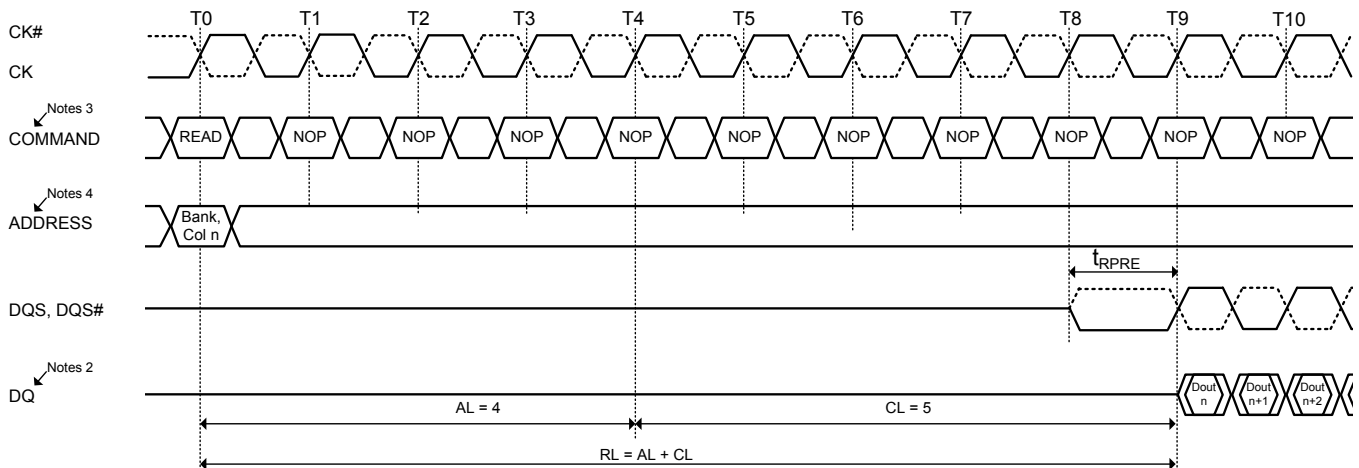 T0 T1 T2 T3 T4 T5 T6 T7 T8 T9 T10
CK#
CK
Notes 3
COMMAND
READ NOP NOP NOP NOP NOP NOP NOP NOP NOP NOP
Notes 4
ADDRESS
Bank,
Col n
tRPRE
DQS, DQS#
Notes 2
DQ
Dout
n
Dout
n+1
Dout
n+2
AL = 4
CL = 5
RL = AL + CL